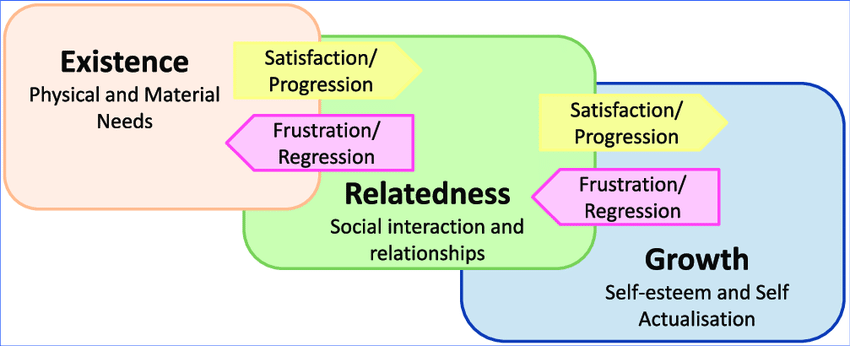 Existence
Physical and Material
Needs
Satisfaction/
Progression
Frustration/
Regression
Relatedness
Social interaction and
relationships
Satisfaction/
Progression
Frustration/
Regression
Growth
Self-esteem and Self
Actualisation